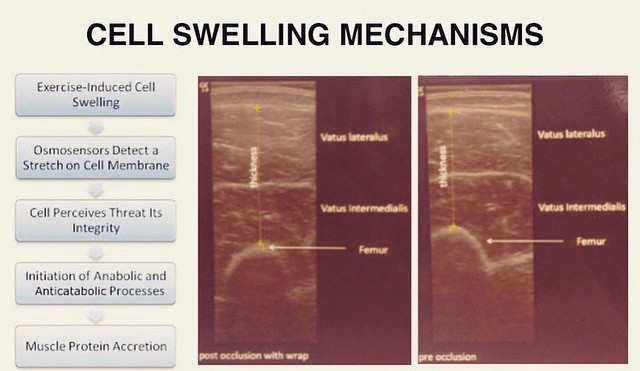 CELL SWELLING MECHANISMS
Exercise-Induced Cell
Swelling
Osmosensors Detect a
Stretch on Cell Membrane
Cell Perceives Threat Its
Integrity
Initiation of Anabolic and
Anticatabolic Processes
Muscle Protein Accretion
thickness
Vatus lateralus
Vatus Intermedialis
Femur
post occlusion with wrap
thickness
Vatus lateralus
Vatus Intermedialis
Femur
pre occlusion